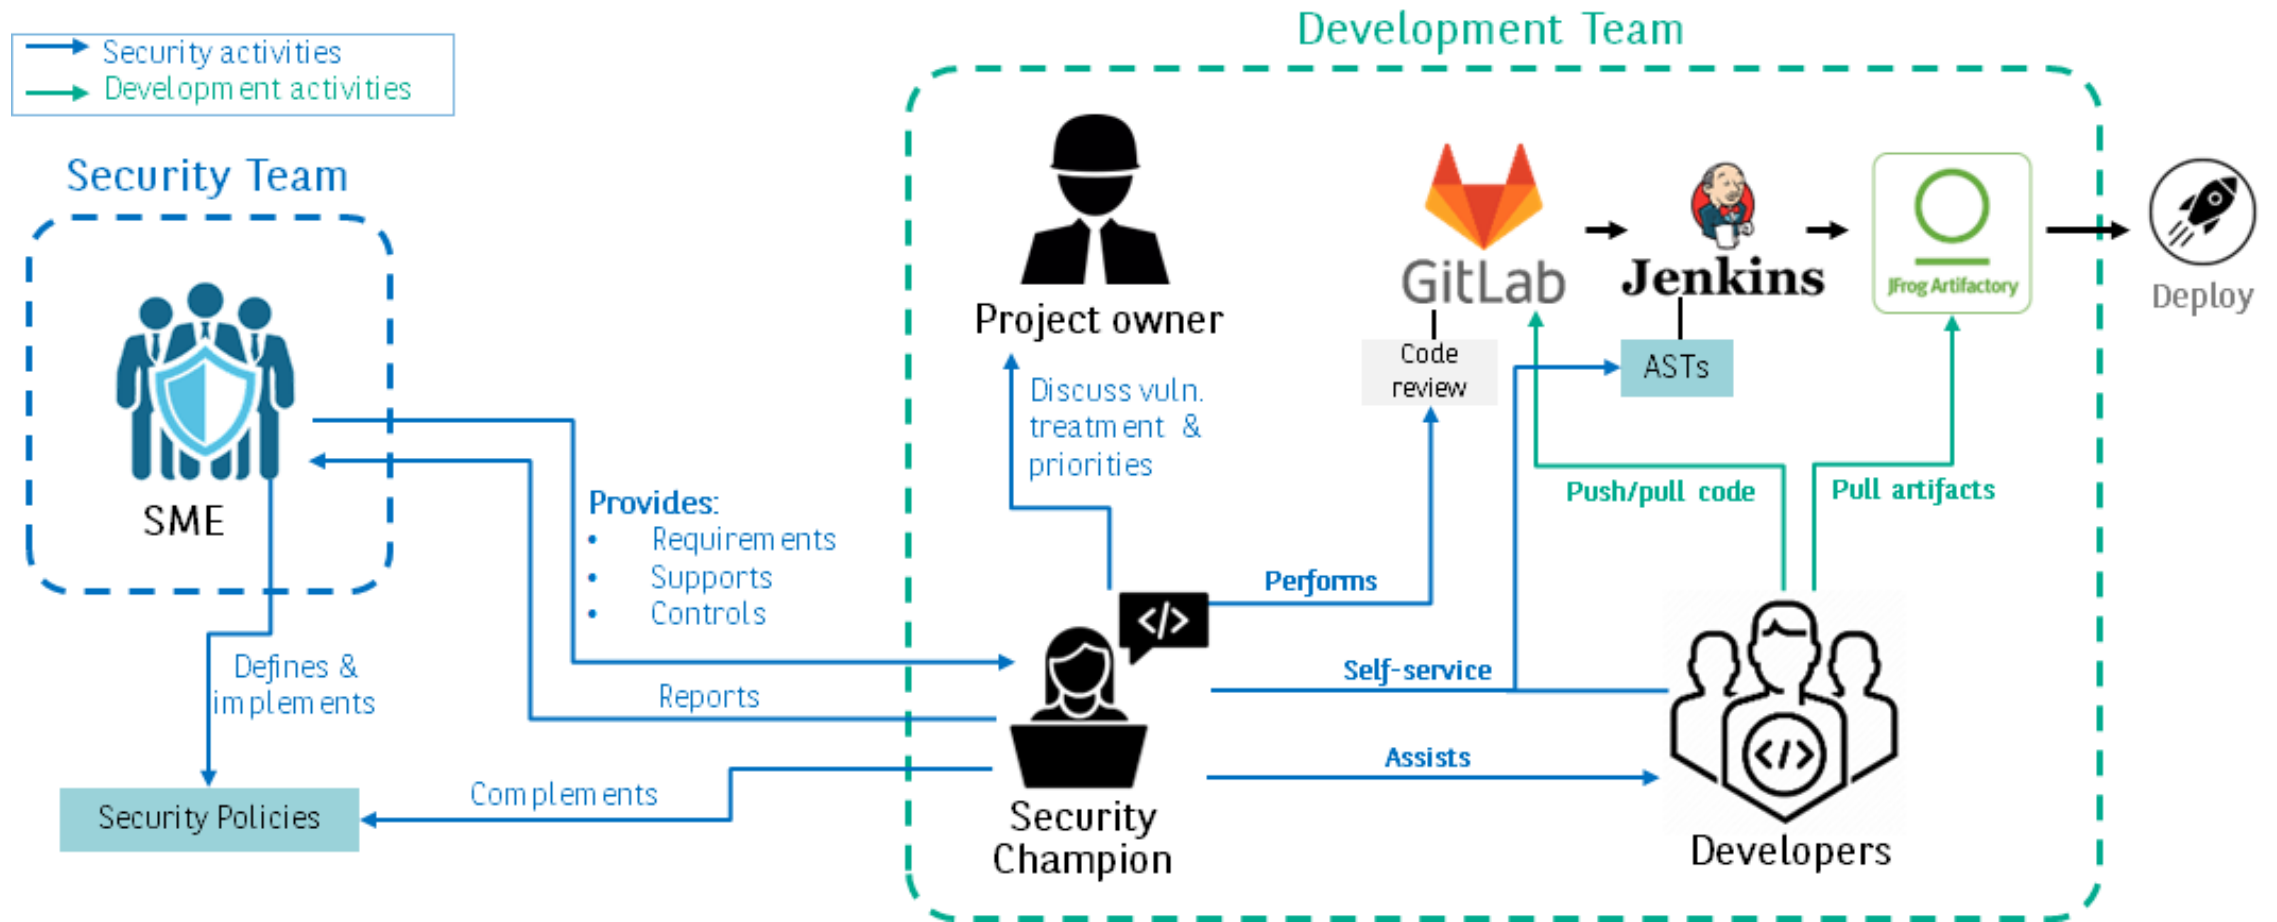 Security activities
Development activities
Development Team
Security Team
SME
Project owner
GitLab
Jenkins
JFrog Artifactory
Deploy
Code
review
ASTs
Discuss vuln.
treatment &
priorities
Push/pull code
Pull artifacts
Provides:
• Requirements
• Supports
• Controls
Performs
</>
Self-service
Defines &
implements
Reports
Assists
</>
Complements
Security Policies
Security
Champion
Developers